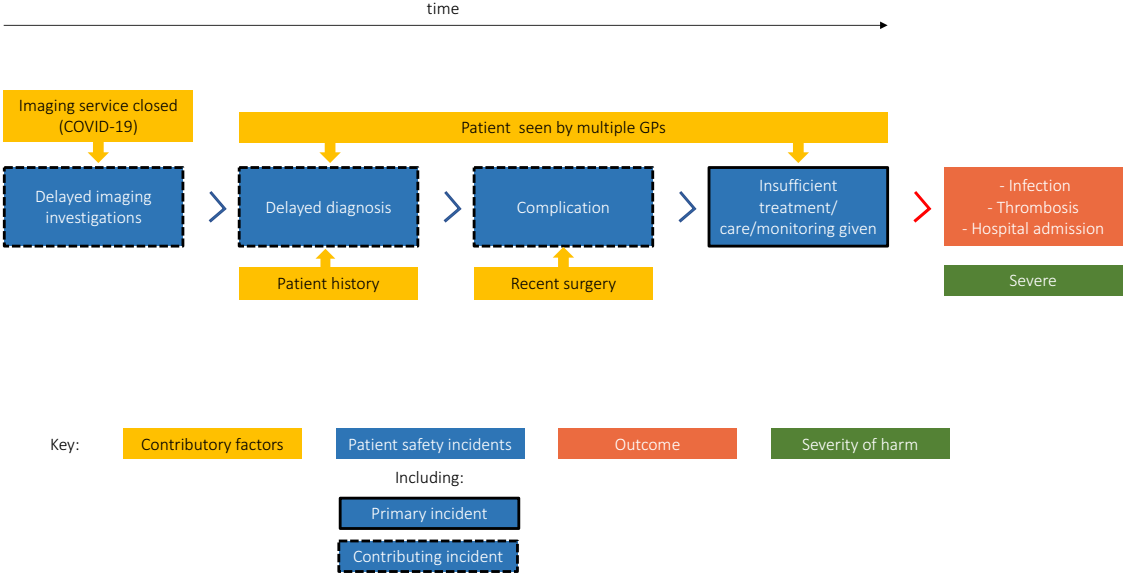 time
Imaging service closed
(COVID-19)
Patient seen by multiple GPs
Delayed imaging
investigations
Delayed diagnosis
Complication
Insufficient
treatment/
care/monitoring given
- Infection
- Thrombosis
- Hospital admission
Patient history
Recent surgery
Severe
Key:
Contributory factors
Patient safety incidents
Outcome
Severity of harm
Including:
Primary incident
Contributing incident